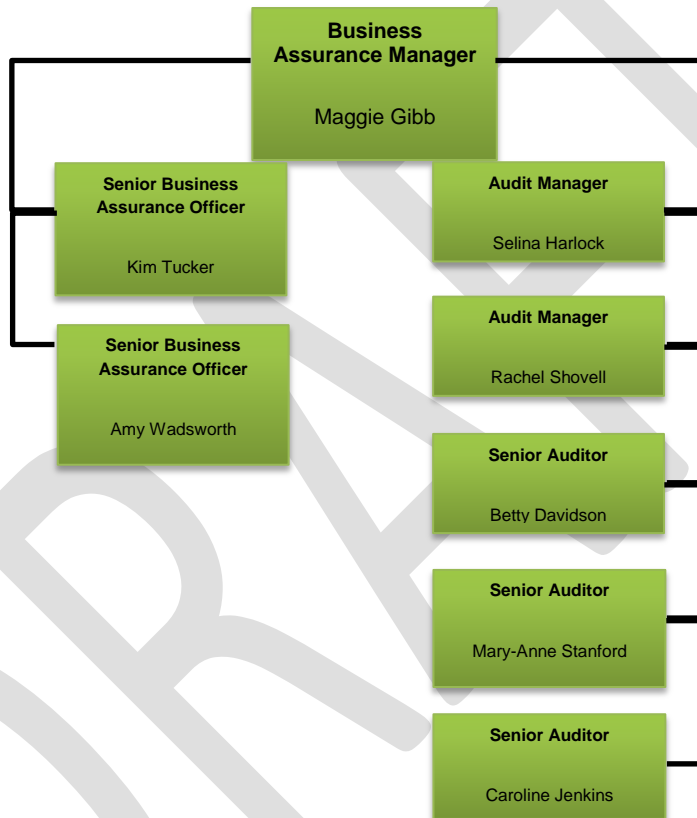 Business
Assurance Manager
Maggie Gibb
Senior Business
Assurance Officer
Kim Tucker
Senior Business
Assurance Officer
Amy Wadsworth
Audit Manager
Selina Harlock
Audit Manager
Rachel Shovell
Senior Auditor
Betty Davidson
Senior Auditor
Mary-Anne Stanford
Senior Auditor
Caroline Jenkins